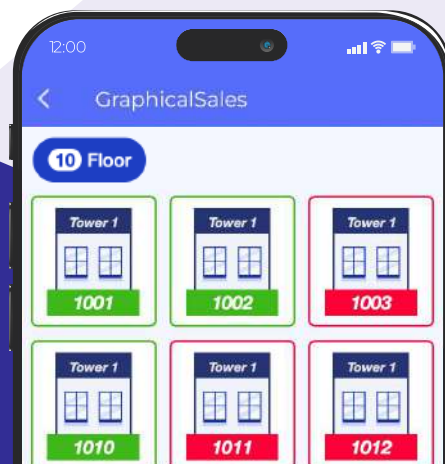 12:00
GraphicalSales
10 Floor
Tower 1 Tower 1 Tower 1
1001 1002 1003
Tower 1 Tower 1 Tower 1
1010 1011 1012